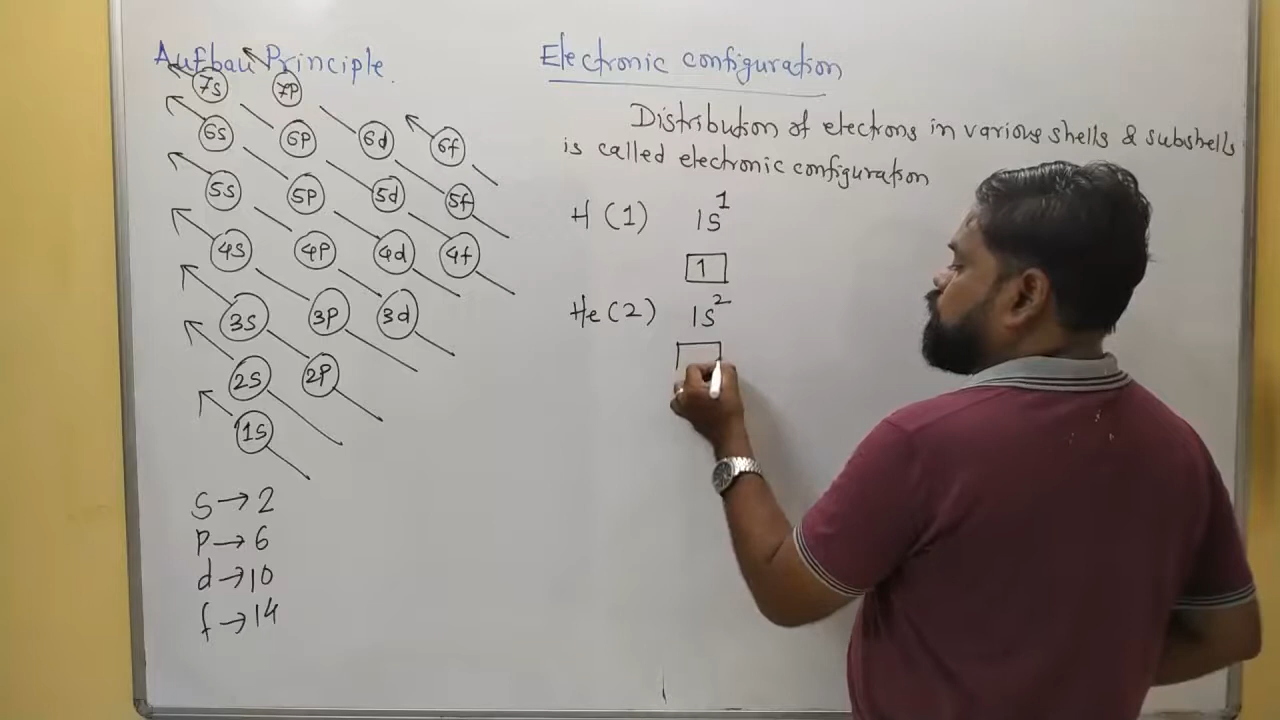 Aufbau Principle.
7s 7p
6s 6p 6d 6f
5s 5p 5d 5f
4s 4p 4d 4f
3s 3p 3d
2s 2p
1s
S → 2
P → 6
d → 10
f → 14
Electronic configuration
Distribution of electrons in various shells & subshells
is called electronic configuration
H (1) 1s¹
1
He (2) 1s²